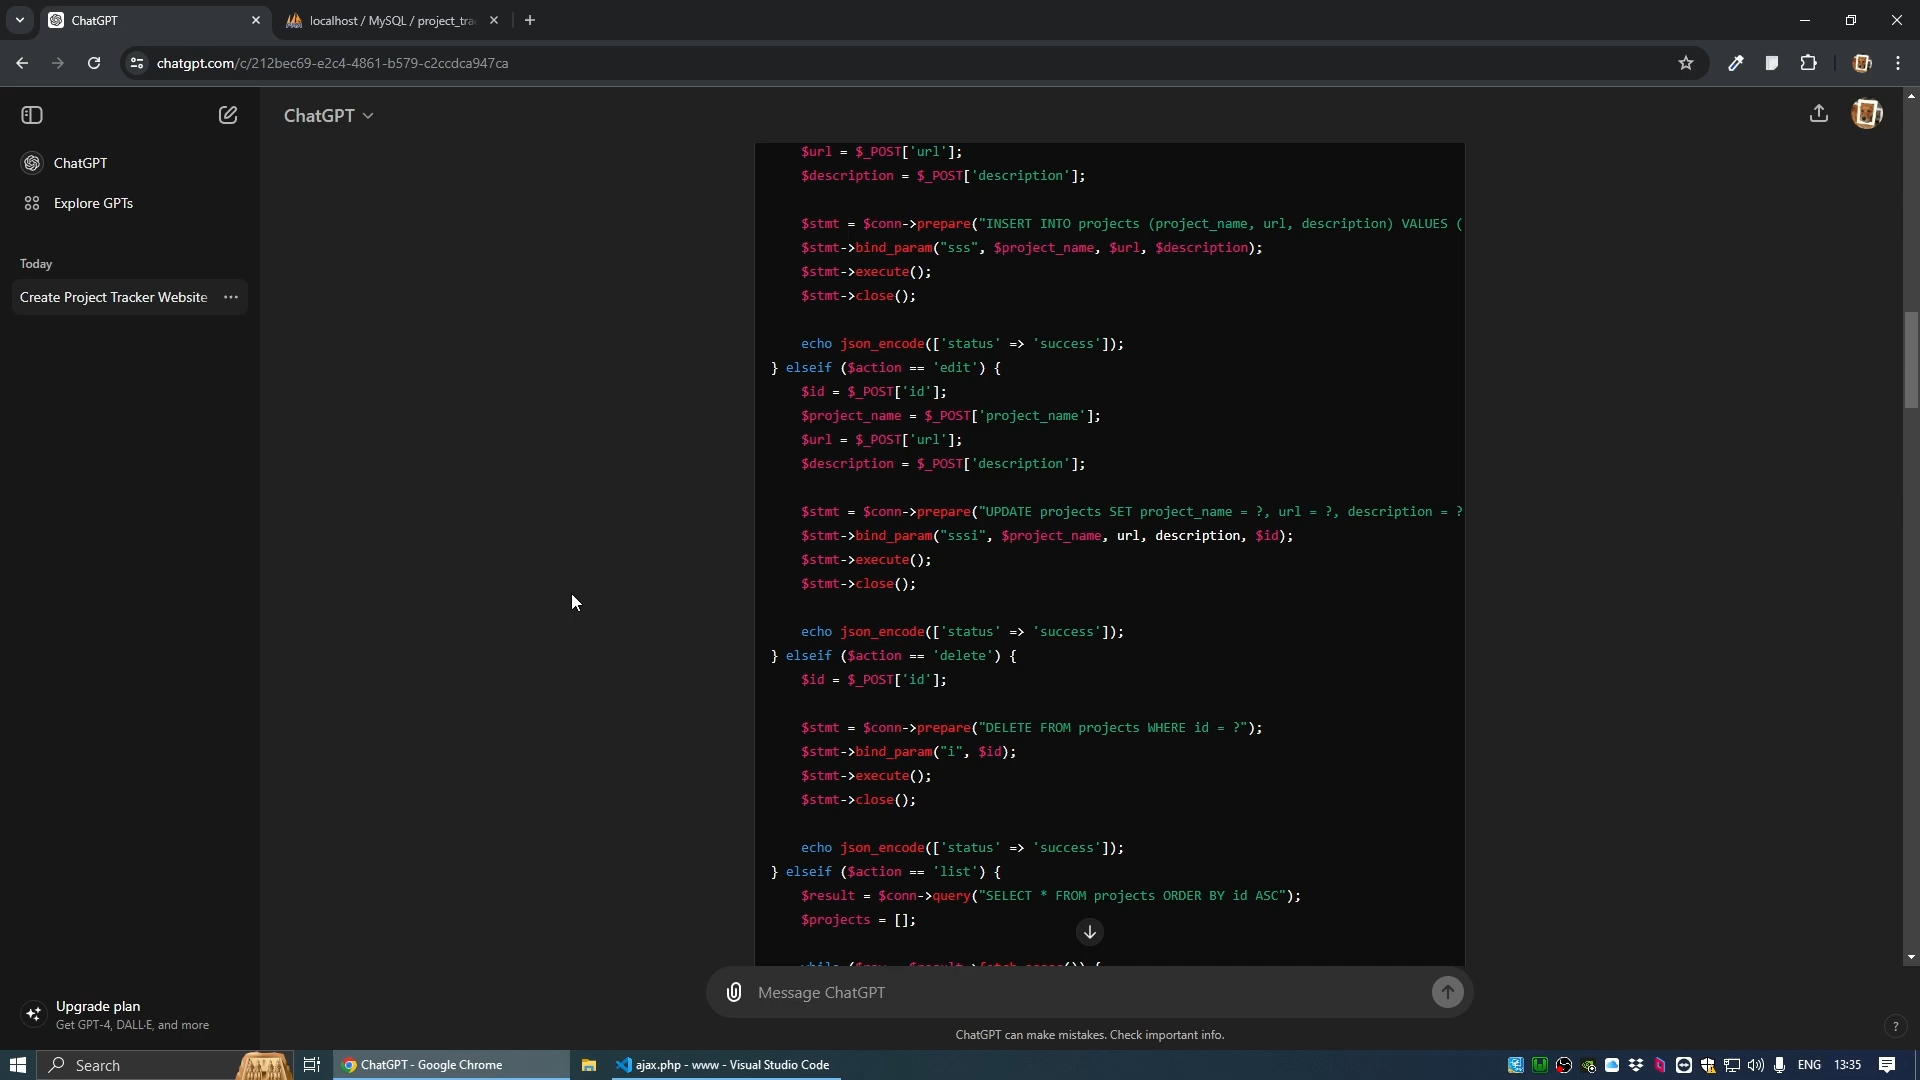 ChatGPT
localhost / MySQL / project_tra
chatgpt.com/c/212bec69-e2c4-4861-b579-c2ccdca947ca
ChatGPT
ChatGPT
Explore GPTs
Today
Create Project Tracker Website
$url = $_POST['url'];
$description = $_POST['description'];
$stmt = $conn->prepare("INSERT INTO projects (project_name, url, description) VALUES (
$stmt->bind_param("sss", $project_name, $url, $description);
$stmt->execute();
$stmt->close();
echo json_encode(['status' => 'success']);
} elseif ($action == 'edit') {
$id = $_POST['id'];
$project_name = $_POST['project_name'];
$url = $_POST['url'];
$description = $_POST['description'];
$stmt = $conn->prepare("UPDATE projects SET project_name = ?, url = ?, description = ?
$stmt->bind_param("sssi", $project_name, url, description, $id);
$stmt->execute();
$stmt->close();
echo json_encode(['status' => 'success']);
} elseif ($action == 'delete') {
$id = $_POST['id'];
$stmt = $conn->prepare("DELETE FROM projects WHERE id = ?");
$stmt->bind_param("i", $id);
$stmt->execute();
$stmt->close();
echo json_encode(['status' => 'success']);
} elseif ($action == 'list') {
$result = $conn->query("SELECT * FROM projects ORDER BY id ASC");
$projects = [];
Message ChatGPT
ChatGPT can make mistakes. Check important info.
?
Upgrade plan
Get GPT-4, DALL·E, and more
Search
ChatGPT - Google Chrome
ajax.php - www - Visual Studio Code
ENG
13:35